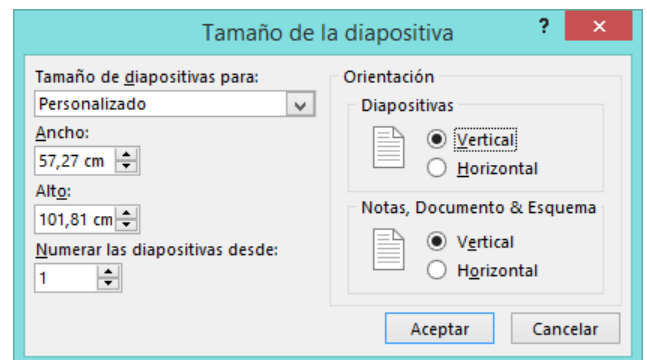 Tamaño de la diapositiva
?
×
Tamaño de diapositivas para:
Personalizado
Ancho:
57,27 cm
Alto:
101,81 cm
Numerar las diapositivas desde:
1
Orientación
Diapositivas
Vertical
Horizontal
Notas, Documento & Esquema
Vertical
Horizontal
Aceptar
Cancelar